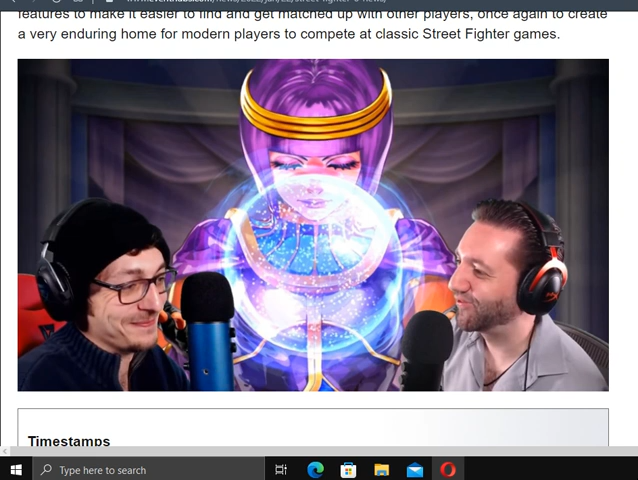 features to make it easier to find and get matched up with other players, once again to create
a very enduring home for modern players to compete at classic Street Fighter games.
Timestamps
Type here to search